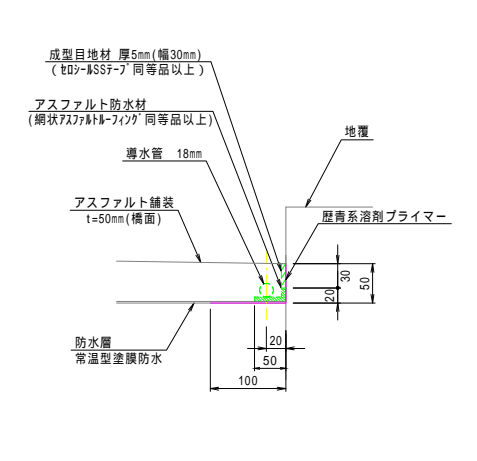 成型目地材 厚5mm(幅30mm)
(セロシールSSテープ同等品以上)
アスファルト防水材
(網状アスファルトルーフィング同等品以上)
導水管 18mm
地覆
アスファルト舗装
t=50mm(橋面)
歴青系溶剤プライマー
30
50
20
防水層
常温型塗膜防水
20
50
100